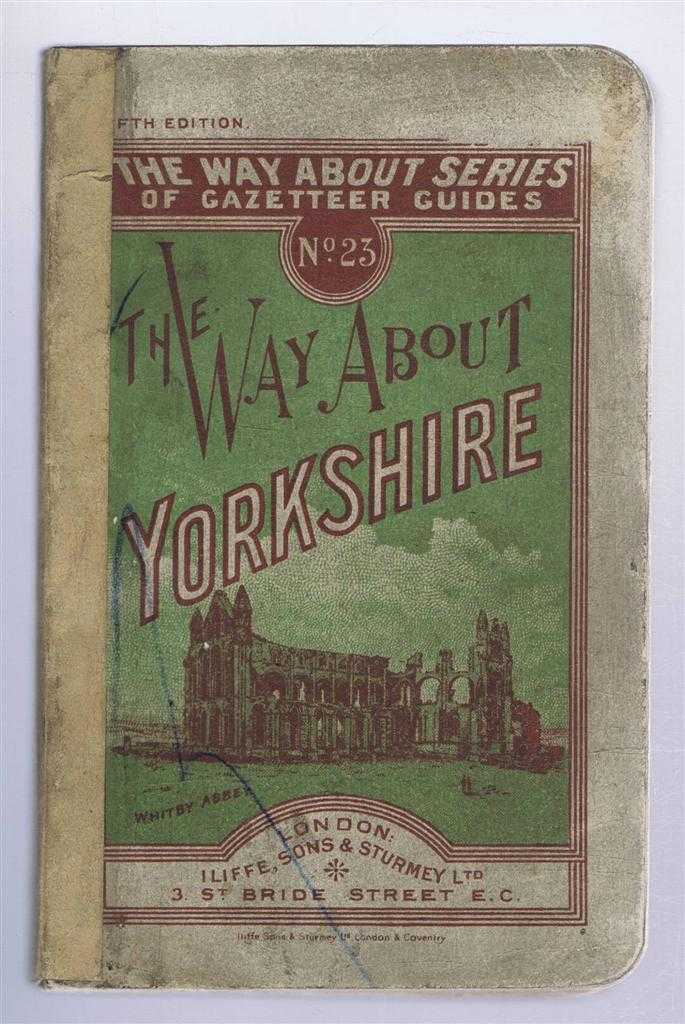 FTH EDITION.
THE WAY ABOUT SERIES
OF GAZETTEER GUIDES
No. 23
THE WAY ABOUT
YORKSHIRE
WHITBY ABBEY
LONDON:
ILIFFE, SONS & STURMEY LTD
3. ST BRIDE STREET E.C.
Iliffe Sons & Sturmey Ld London & Coventry